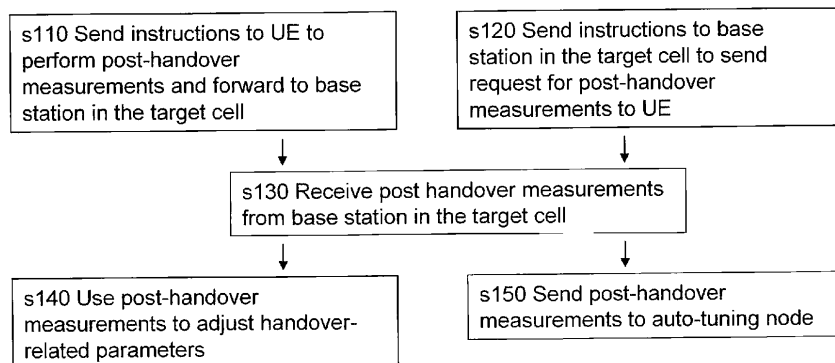 s110 Send instructions to UE to
perform post-handover
measurements and forward to base
station in the target cell
s120 Send instructions to base
station in the target cell to send
request for post-handover
measurements to UE
s130 Receive post handover measurements
from base station in the target cell
s140 Use post-handover
measurements to adjust handover-
related parameters
s150 Send post-handover
measurements to auto-tuning node